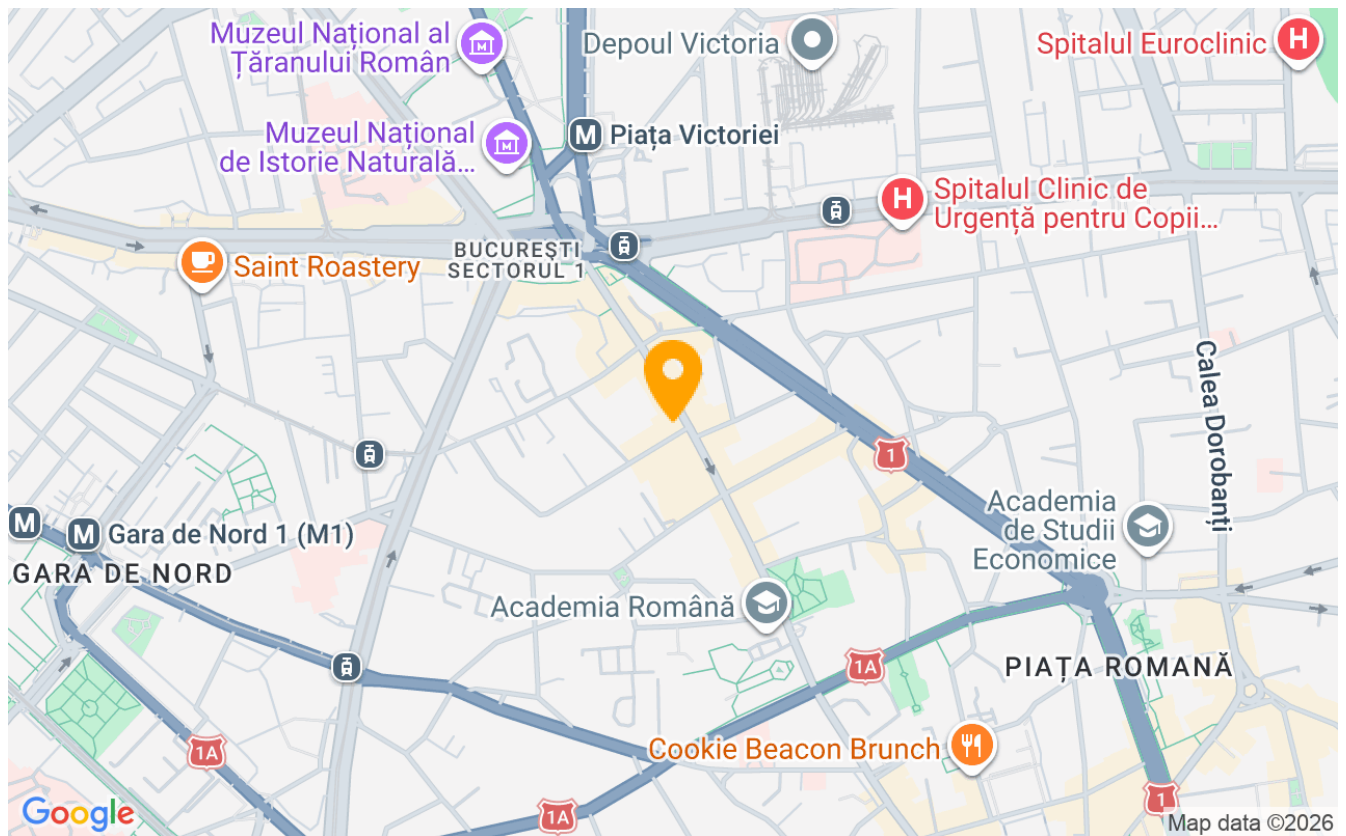 Muzeul Național al
Țăranului Român
Depoul Victoria
Spitalul Euroclinic
H
M
Piața Victoriei
Muzeul Național
de Istorie Naturală...
H
Spitalul Clinic de
Urgență pentru Copii...
BUCUREŞTI
SECTORUL 1
Saint Roastery
Calea Dorobanți
1
Academia
de Studii
Economice
M
M
Gara de Nord 1 (M1)
GARA DE NORD
Academia Română
1A
PIAȚA ROMANĂ
1A
Cookie Beacon Brunch
1A
1
Google
Map data ©2026